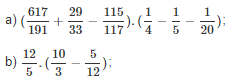 a) (617/191 + 29/33 − 115/117).(1/4 − 1/5 − 1/20);
b) 12/5 . (10/3 − 5/12);